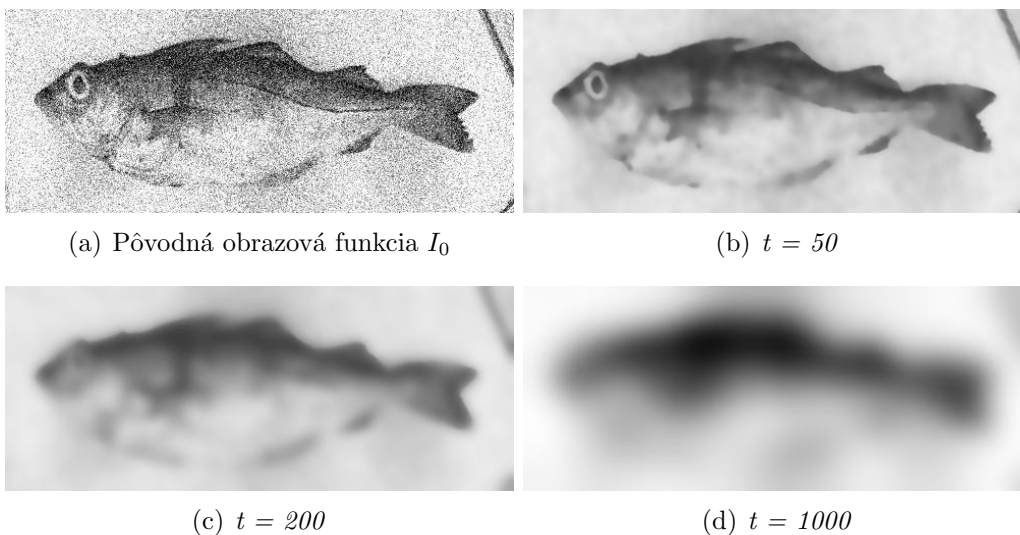 (a) Pôvodná obrazová funkcia I₀
(b) t = 50
(c) t = 200
(d) t = 1000